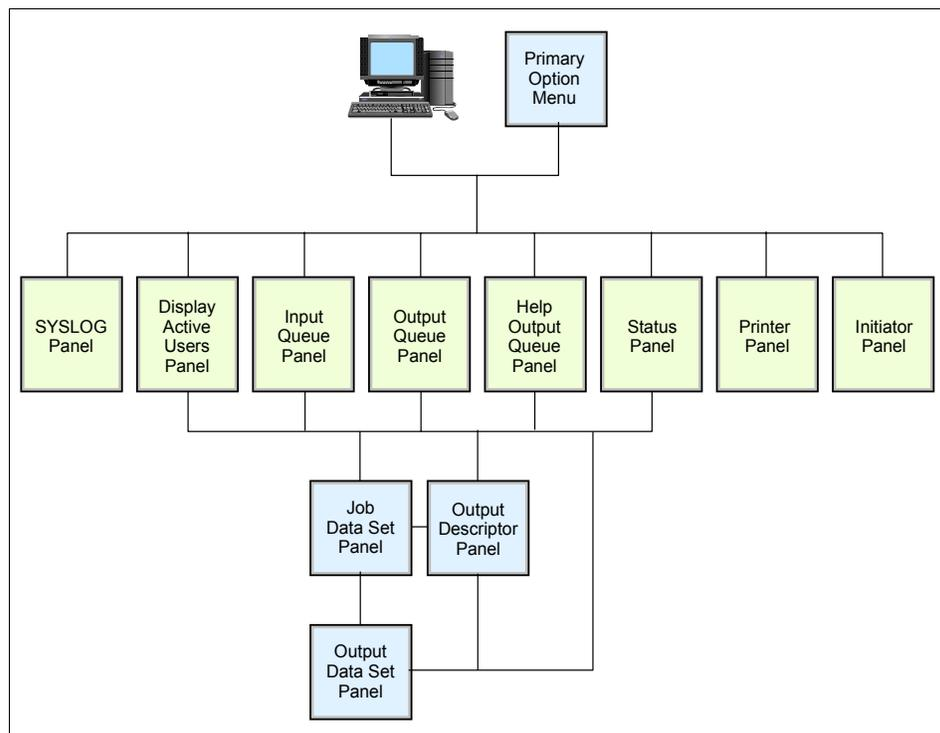 Primary
Option
Menu
SYSLOG
Panel
Display
Active
Users
Panel
Input
Queue
Panel
Output
Queue
Panel
Help
Output
Queue
Panel
Status
Panel
Printer
Panel
Initiator
Panel
Job
Data Set
Panel
Output
Descriptor
Panel
Output
Data Set
Panel